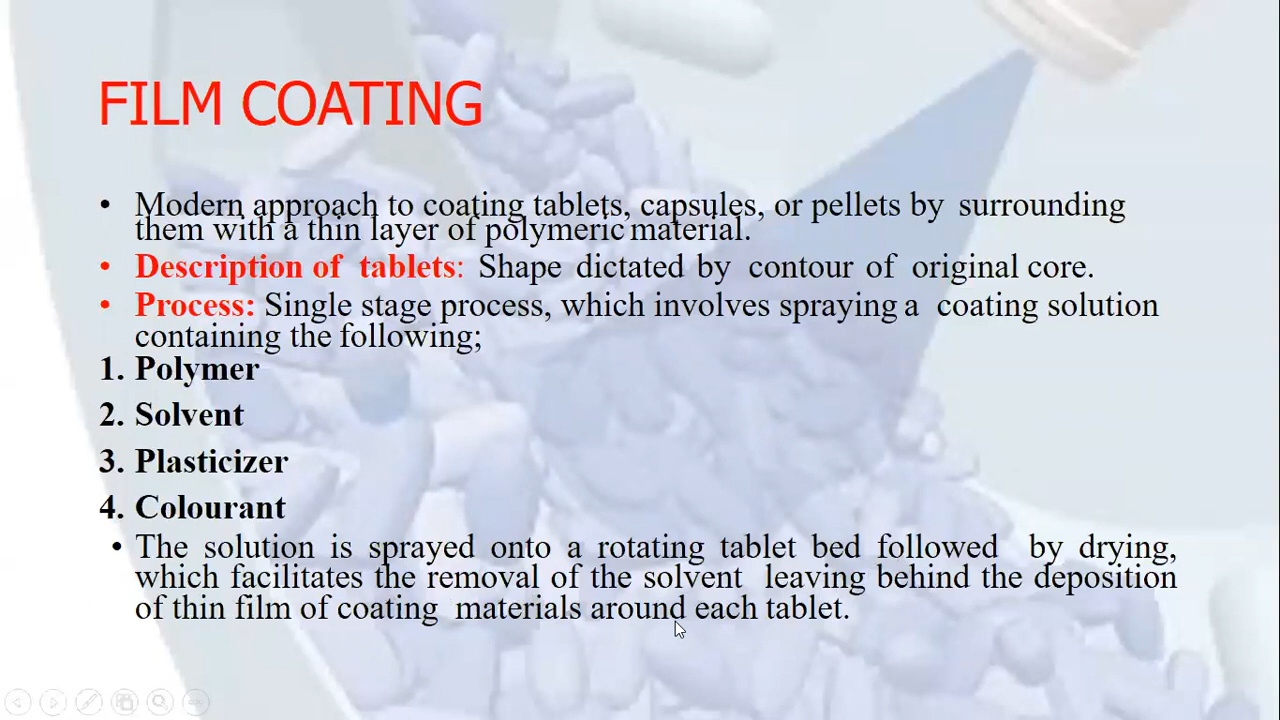 FILM COATING
• Modern approach to coating tablets, capsules, or pellets by surrounding
them with a thin layer of polymeric material.
• Description of tablets: Shape dictated by contour of original core.
• Process: Single stage process, which involves spraying a coating solution
containing the following;
1. Polymer
2. Solvent
3. Plasticizer
4. Colourant
• The solution is sprayed onto a rotating tablet bed followed by drying,
which facilitates the removal of the solvent leaving behind the deposition
of thin film of coating materials around each tablet.